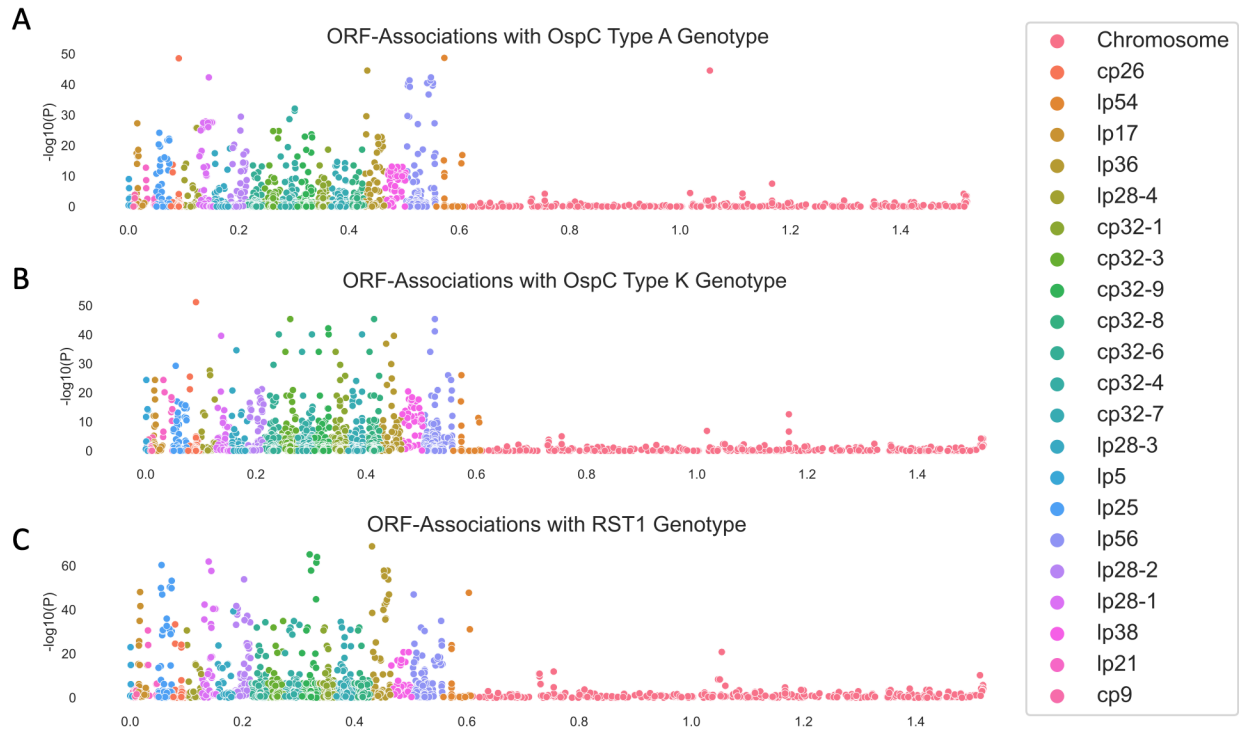 A
ORF-Associations with OspC Type A Genotype
50
40
30
20
10
0
-log10(P)
0.0 0.2 0.4 0.6 0.8 1.0 1.2 1.4
B
ORF-Associations with OspC Type K Genotype
50
40
30
20
10
0
-log10(P)
0.0 0.2 0.4 0.6 0.8 1.0 1.2 1.4
C
ORF-Associations with RST1 Genotype
60
40
20
0
-log10(P)
0.0 0.2 0.4 0.6 0.8 1.0 1.2 1.4
Chromosome
cp26
lp54
lp17
lp36
lp28-4
cp32-1
cp32-3
cp32-9
cp32-8
cp32-6
cp32-4
cp32-7
lp28-3
lp5
lp25
lp56
lp28-2
lp28-1
lp38
lp21
cp9